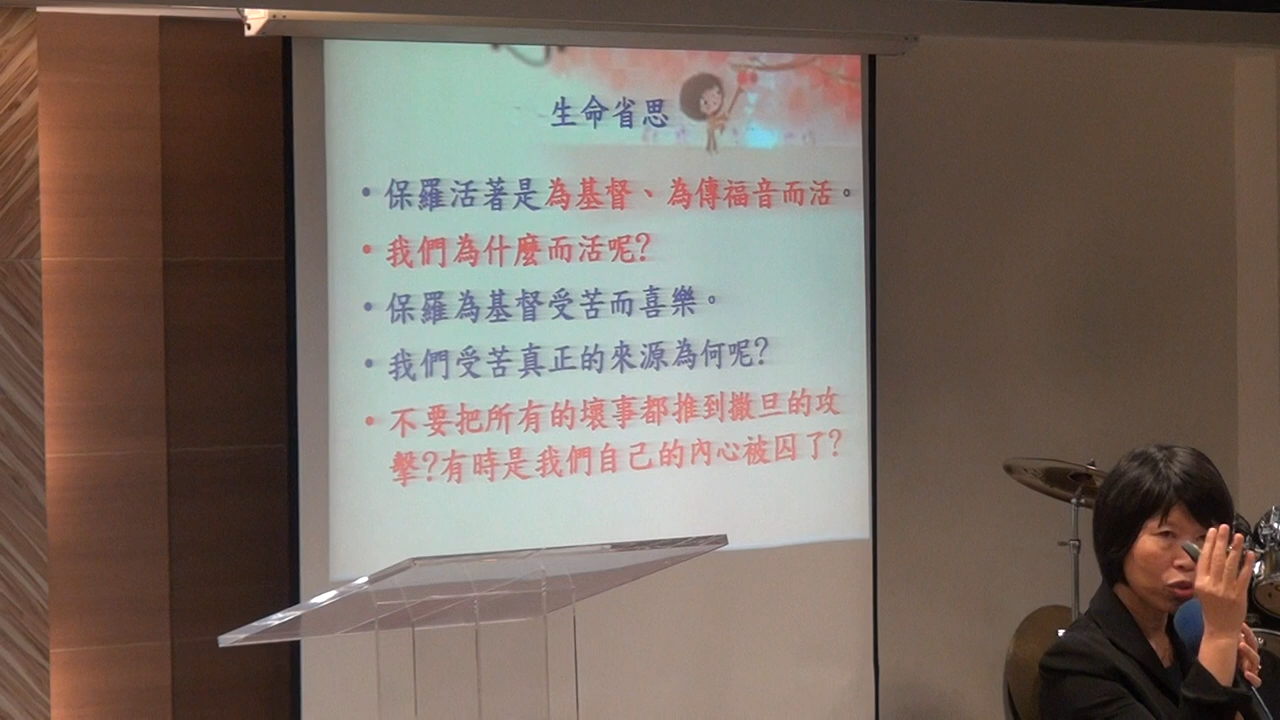 生命省思
•保羅活著是為基督、為傳福音而活。
•我們為什麼而活呢?
•保羅為基督受苦而喜樂。
•我們受苦真正的來源為何呢?
•不要把所有的壞事都推到撒旦的攻
擊?有時是我們自己的內心被囚了?